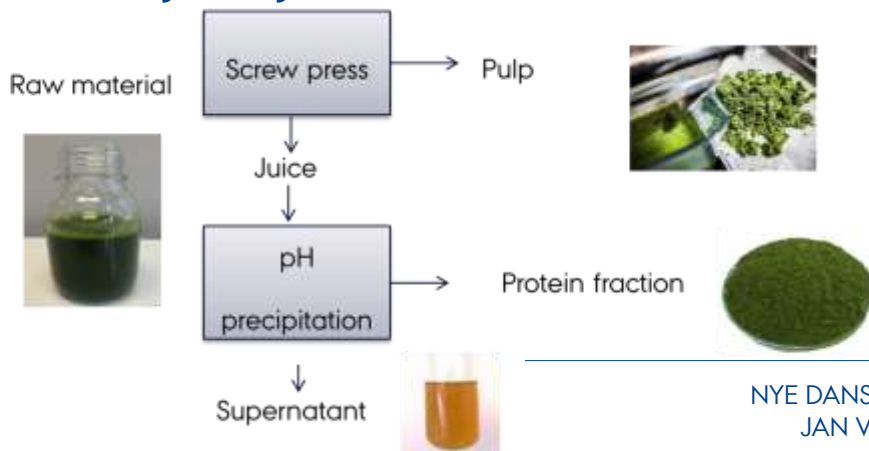 Screw press
Pulp
Raw material
Juice
pH
precipitation
Protein fraction
Supernatant
NYE DANS
JAN V